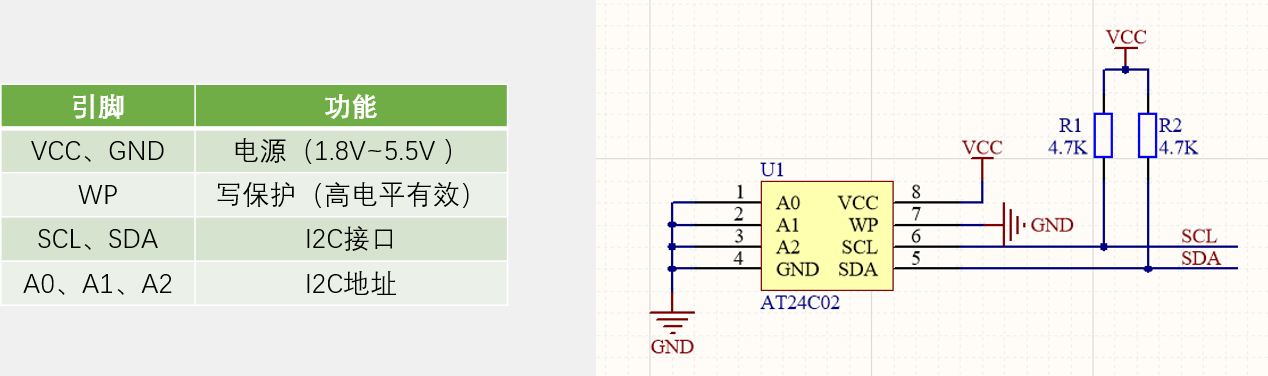 引脚 功能
VCC、GND 电源（1.8V~5.5V ）
WP 写保护（高电平有效）
SCL、SDA I2C接口
A0、A1、A2 I2C地址
VCC
R1 R2
4.7K 4.7K
VCC
U1
1 A0 VCC 8
2 A1 WP 7 GND
3 A2 SCL 6 SCL
4 GND SDA 5 SDA
AT24C02
GND